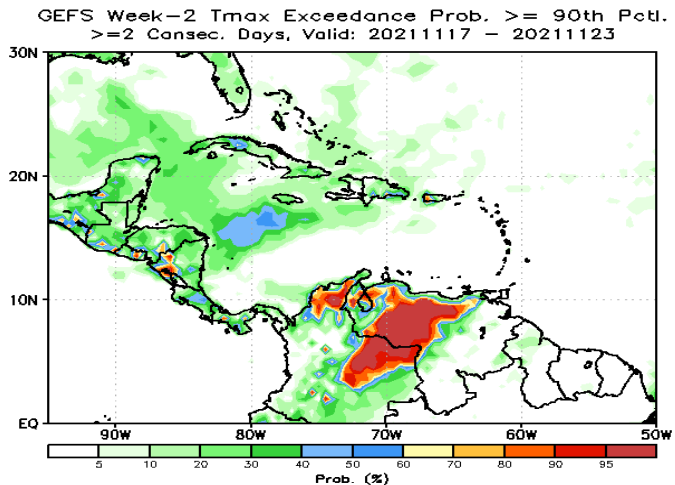 GEFS Week-2 Tmax Exceedance Prob. >= 90th Pctl.
>=2 Cansec. Days, Valid: 20211117 - 20211123
30N
20N
10N
EQ
90W 80W 70W 60W 50W
5 10 20 30 40 50 60 70 80 90 95
Prob. (%)